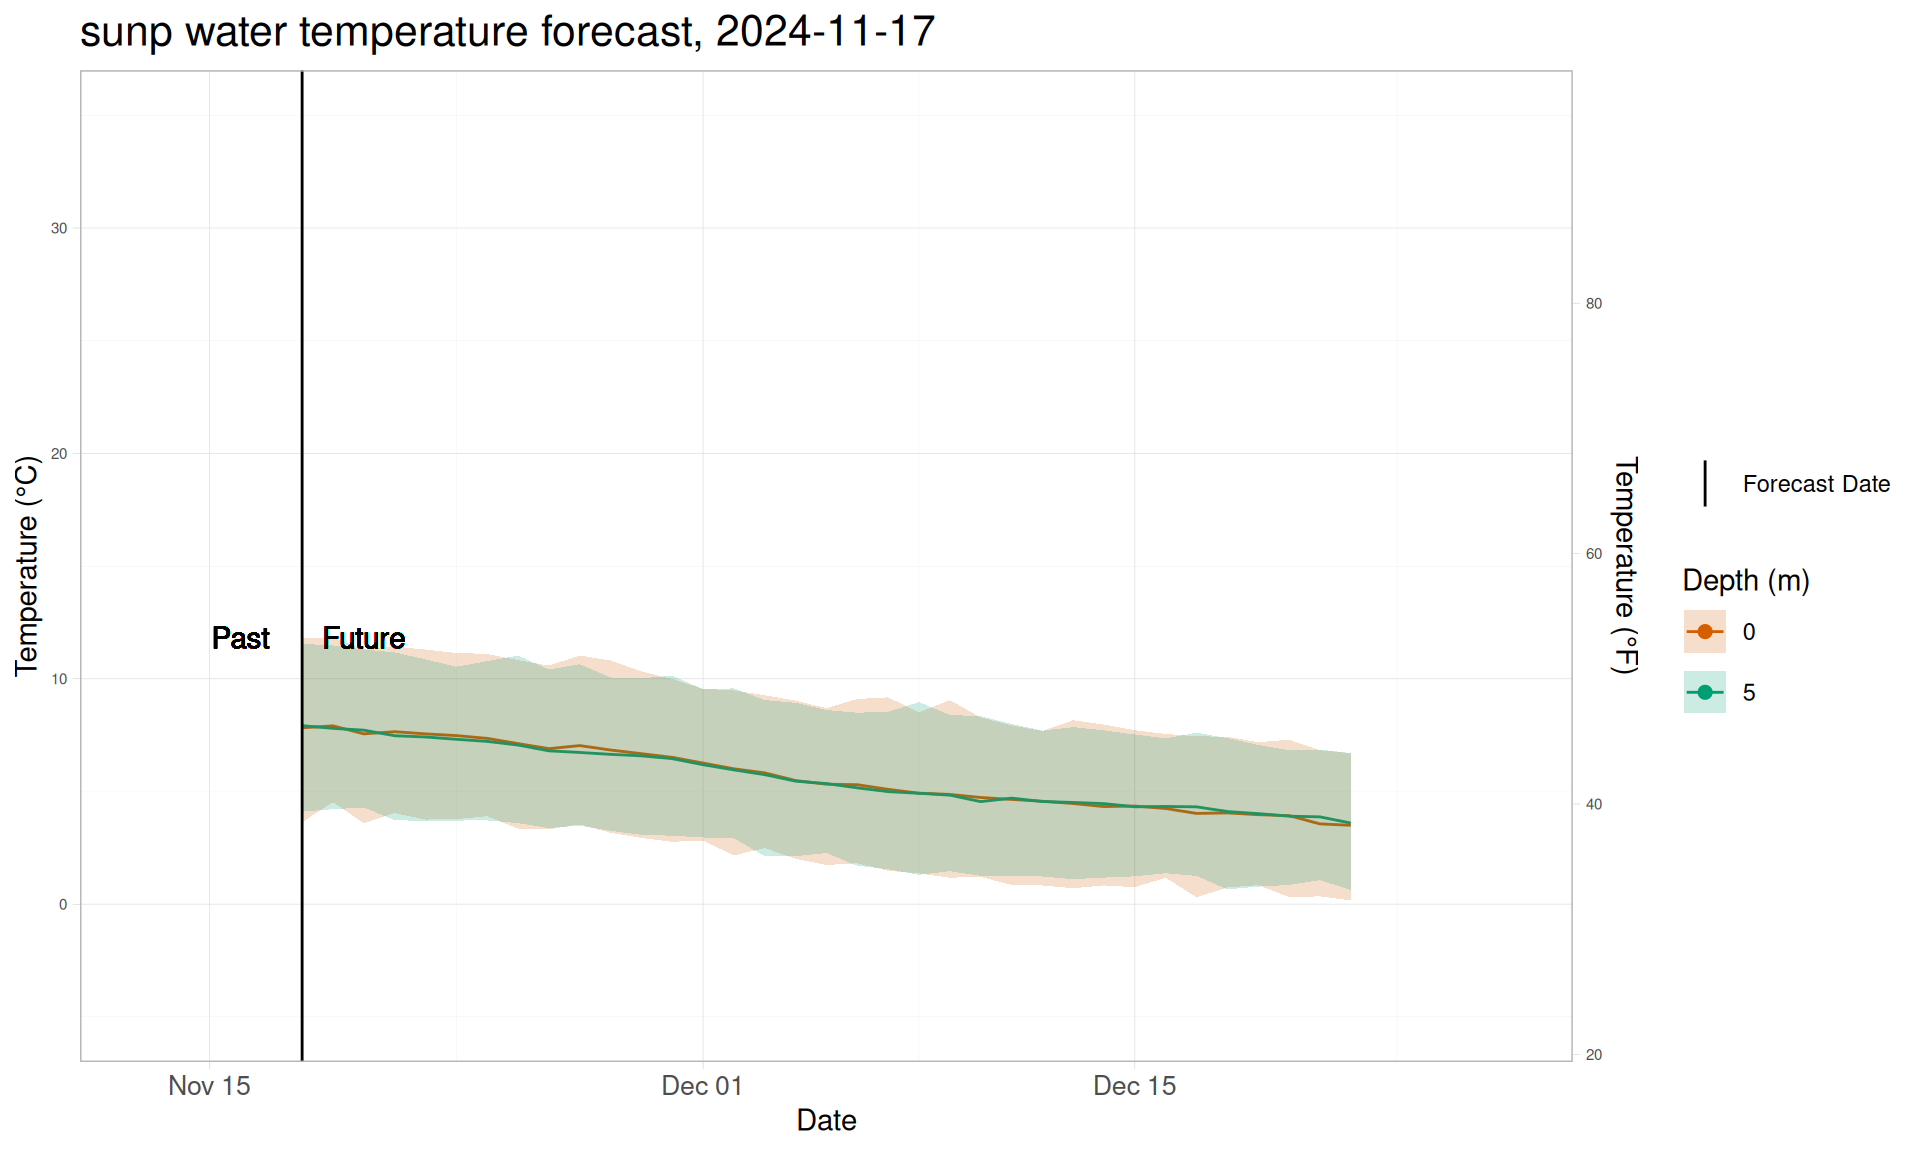 sunp water temperature forecast, 2024-11-17
Temperature (°C)
30
20
10
0
Past
Future
80
60
40
20
Temperature (°F)
Nov 15
Dec 01
Dec 15
Date
Forecast Date
Depth (m)
0
5